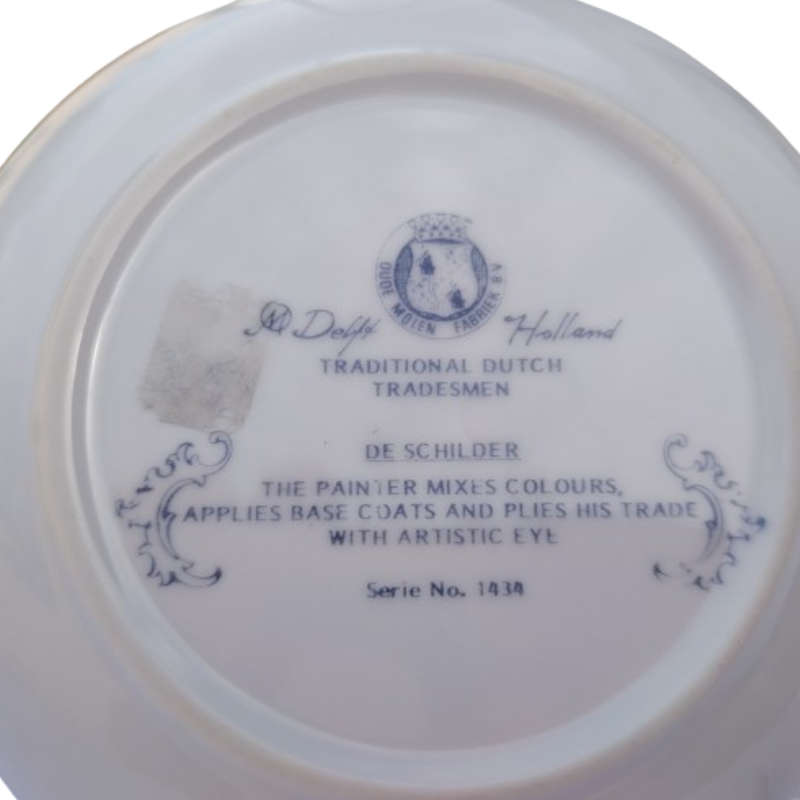 OUDE MOLEN FABRIEK B.V.
M Delft Holland
TRADITIONAL DUTCH
TRADESMEN
DE SCHILDER
THE PAINTER MIXES COLOURS,
APPLIES BASE COATS AND PLIES HIS TRADE
WITH ARTISTIC EYE
Serie No. 1434